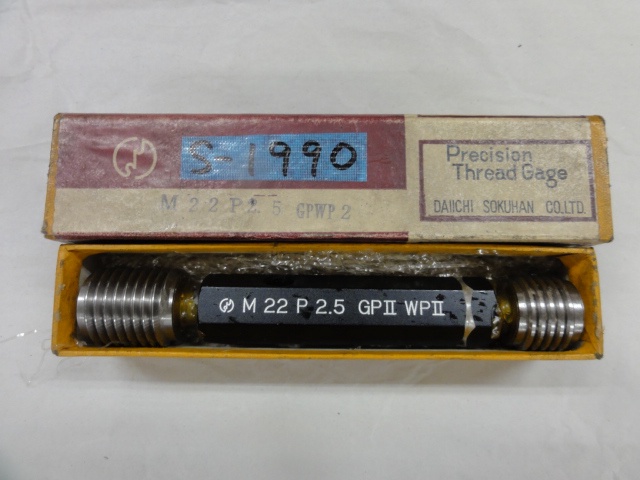 S-1990
M 22 P 2.5 GPWP 2
Precision
Thread Gage
DAIICHI SOKUHAN CO.LTD.
M 22 P 2.5 GPII WPII